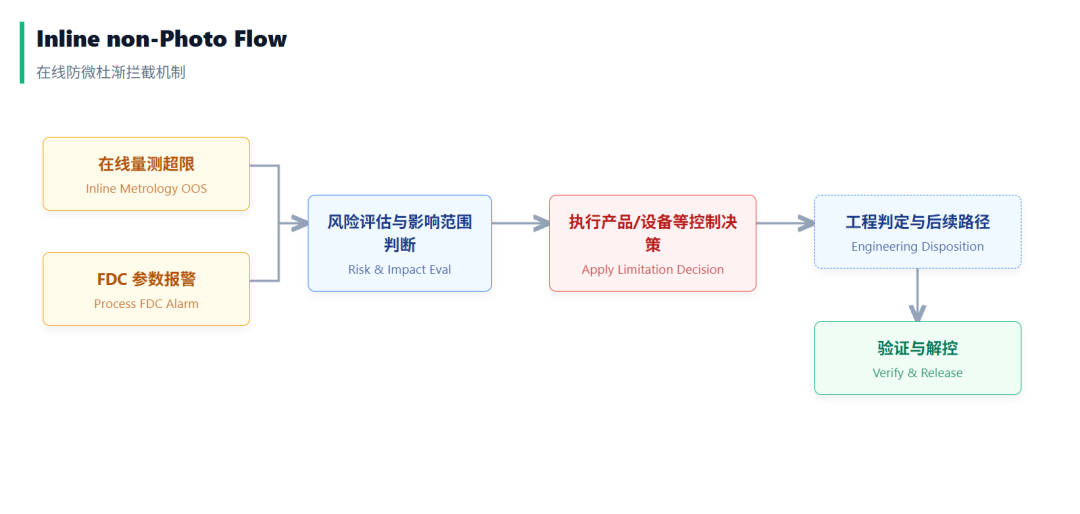 Inline non-Photo Flow
在线防微杜渐拦截机制
在线量测超限
Inline Metrology OOS
FDC 参数报警
Process FDC Alarm
风险评估与影响范围
判断
Risk & Impact Eval
执行产品/设备等控制决
策
Apply Limitation Decision
工程判定与后续路径
Engineering Disposition
验证与解控
Verify & Release